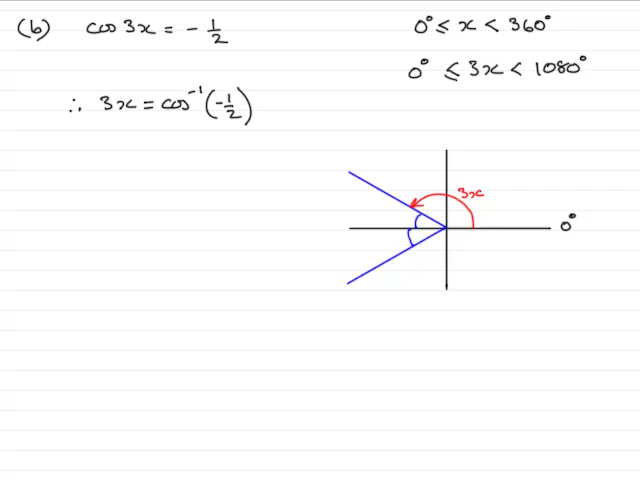 (b) cos 3x = - 1/2 0° ≤ x < 360°
0° ≤ 3x < 1080°
∴ 3x = cos⁻¹(-1/2)
3x
0°